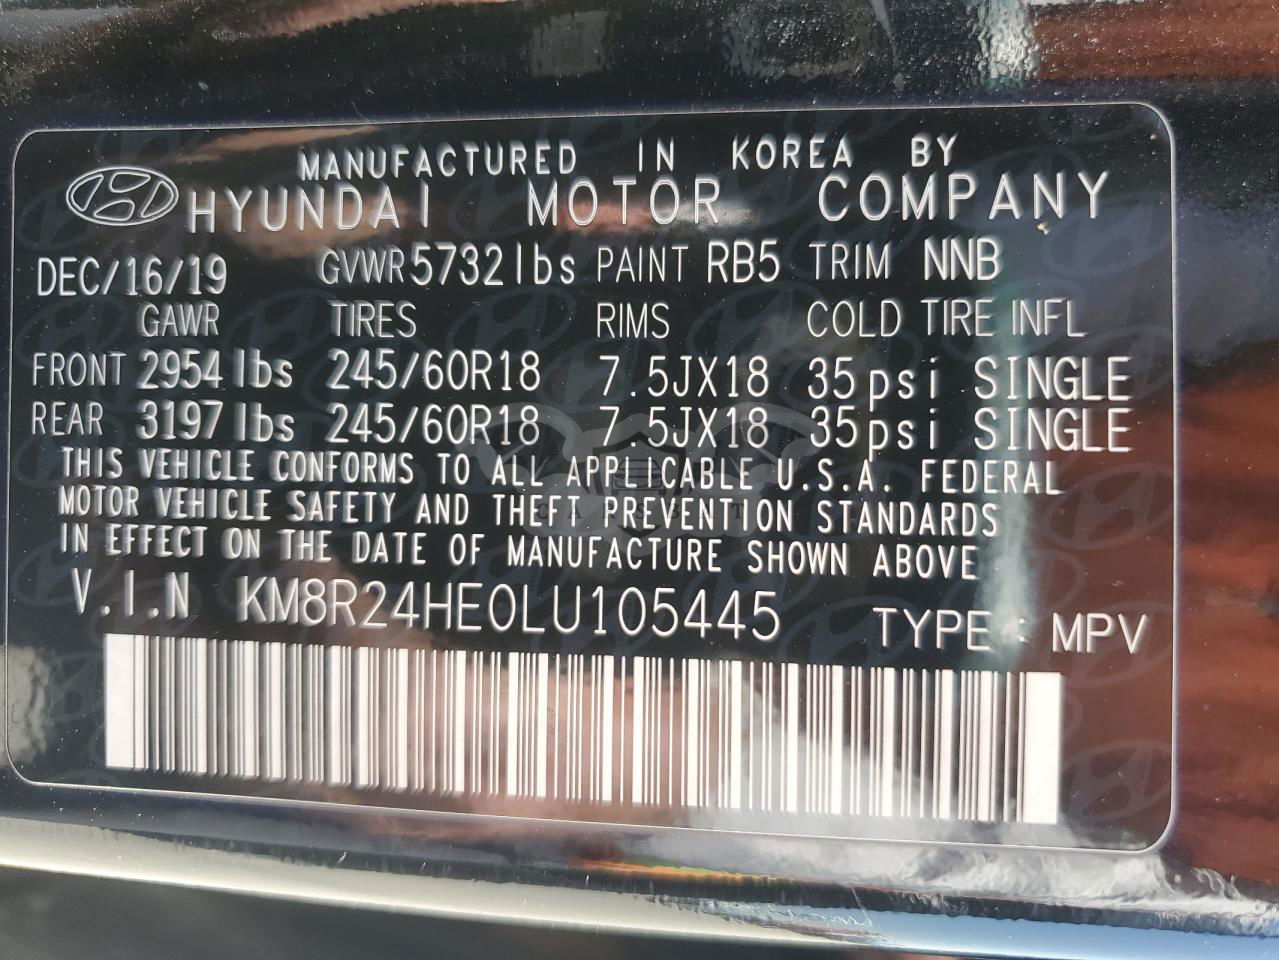 MANUFACTURED IN KOREA BY
HYUNDAI MOTOR COMPANY
DEC/16/19 GVWR 5732 lbs PAINT RB5 TRIM NNB
GAWR TIRES RIMS COLD TIRE INFL
FRONT 2954 lbs 245/60R18 7.5JX18 35psi SINGLE
REAR 3197 lbs 245/60R18 7.5JX18 35psi SINGLE
THIS VEHICLE CONFORMS TO ALL APPLICABLE U.S.A. FEDERAL
MOTOR VEHICLE SAFETY AND THEFT PREVENTION STANDARDS
IN EFFECT ON THE DATE OF MANUFACTURE SHOWN ABOVE
V.I.N KM8R24HE0LU105445 TYPE : MPV